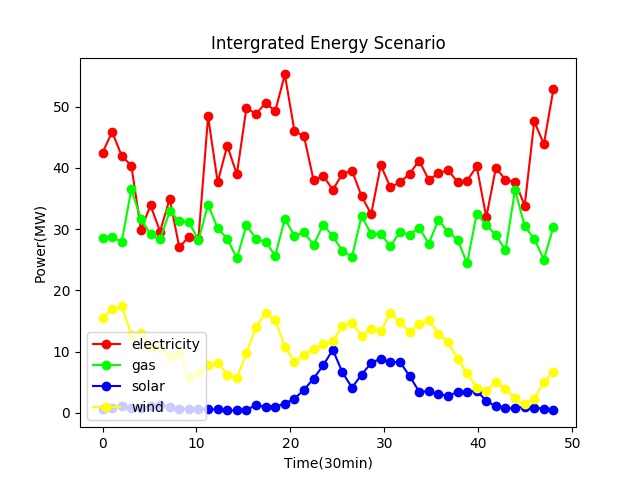 Intergrated Energy Scenario
Power(MW)
50
40
30
20
10
0
electricity
gas
solar
wind
0 10 20 30 40 50
Time(30min)